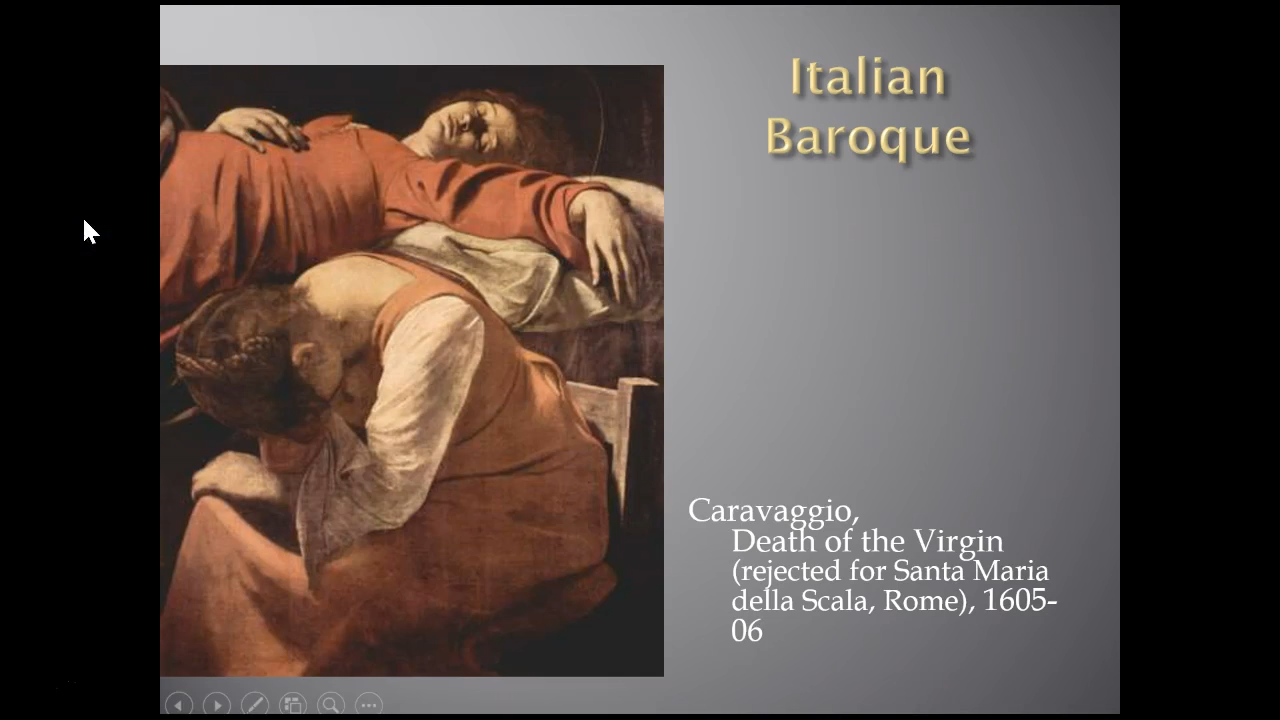 Italian
Baroque
Caravaggio,
Death of the Virgin
(rejected for Santa Maria
della Scala, Rome), 1605-
06